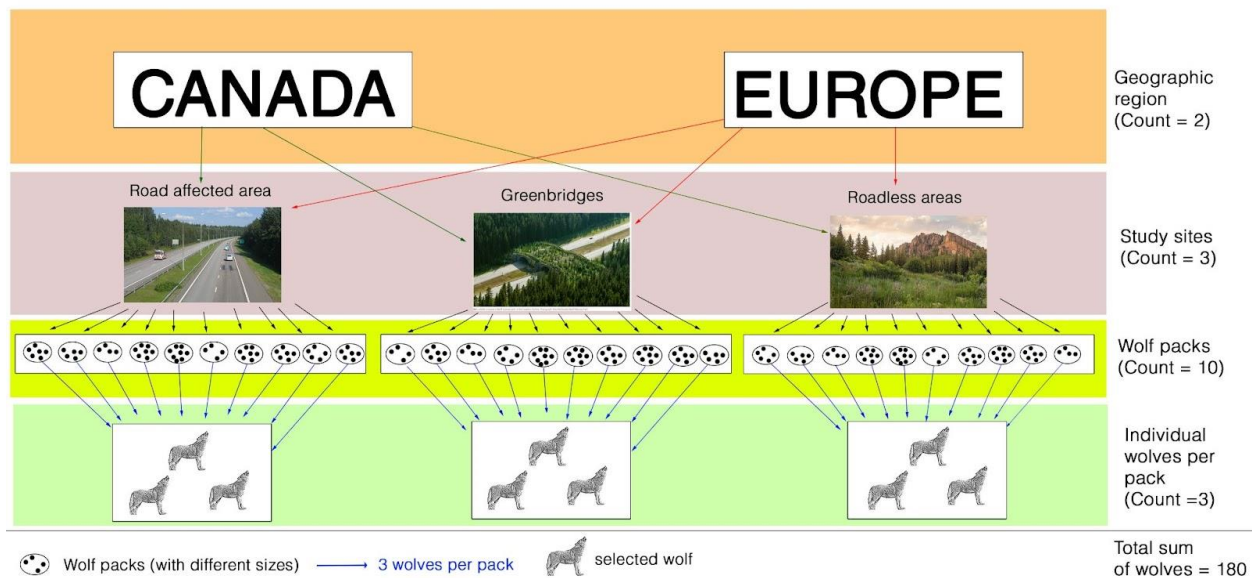 CANADA
EUROPE
Geographic
region
(Count = 2)
Road affected area
Greenbridges
Roadless areas
Study sites
(Count = 3)
Wolf packs
(Count = 10)
Individual
wolves per
pack
(Count =3)
Wolf packs (with different sizes)
3 wolves per pack
selected wolf
Total sum
of wolves = 180